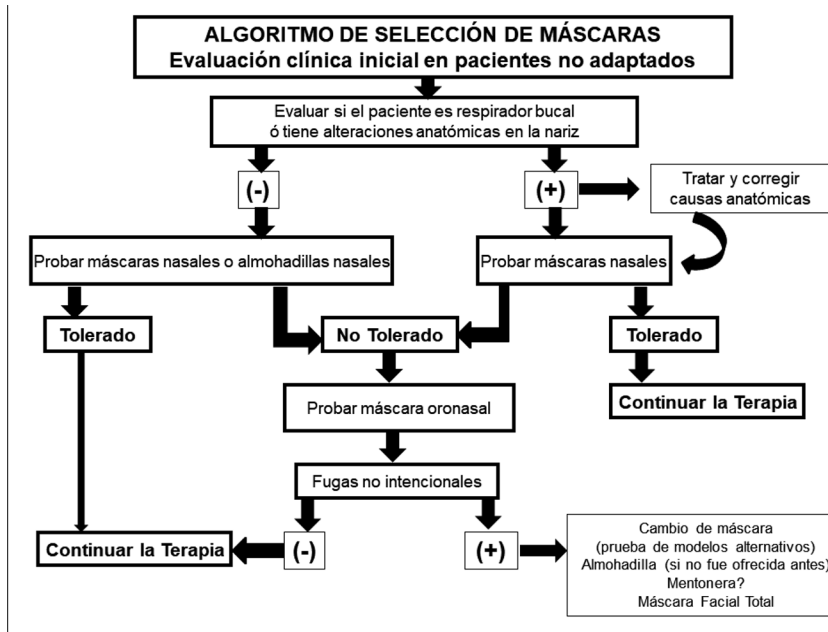 ALGORITMO DE SELECCIÓN DE MÁSCARAS
Evaluación clínica inicial en pacientes no adaptados
Evaluar si el paciente es respirador bucal
ó tiene alteraciones anatómicas en la nariz
(-)
(+)
Tratar y corregir
causas anatómicas
Probar máscaras nasales o almohadillas nasales
Probar máscaras nasales
Tolerado
No Tolerado
Tolerado
Probar máscara oronasal
Continuar la Terapia
Fugas no intencionales
Continuar la Terapia
(-)
(+)
Cambio de máscara
(prueba de modelos alternativos)
Almohadilla (si no fue ofrecida antes)
Mentonera?
Máscara Facial Total